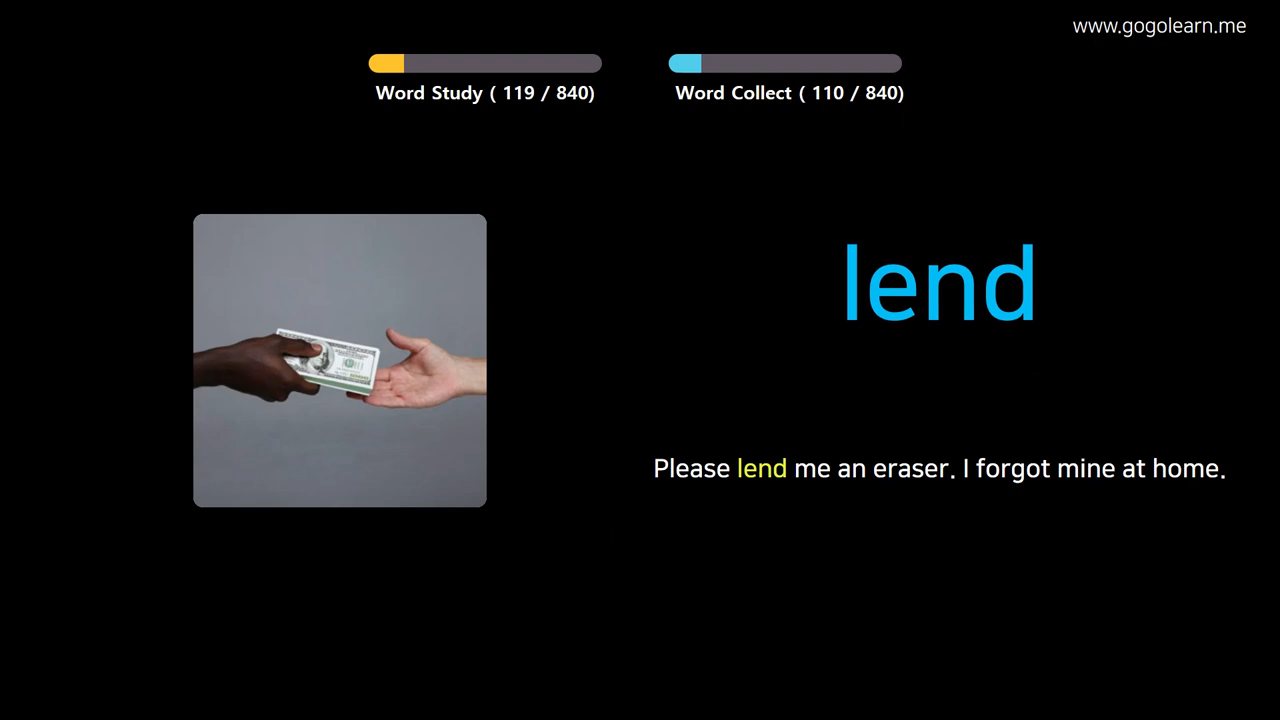 www.gogolearn.me
Word Study ( 119 / 840)
Word Collect ( 110 / 840)
lend
Please lend me an eraser. I forgot mine at home.